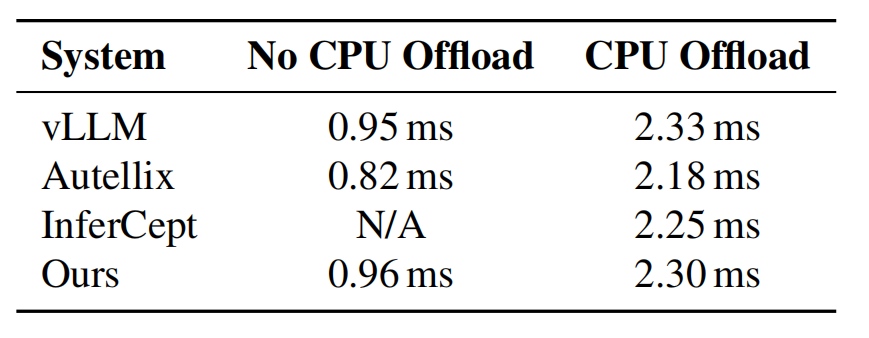 System No CPU Offload CPU Offload
vLLM 0.95 ms 2.33 ms
Autellix 0.82 ms 2.18 ms
InferCept N/A 2.25 ms
Ours 0.96 ms 2.30 ms